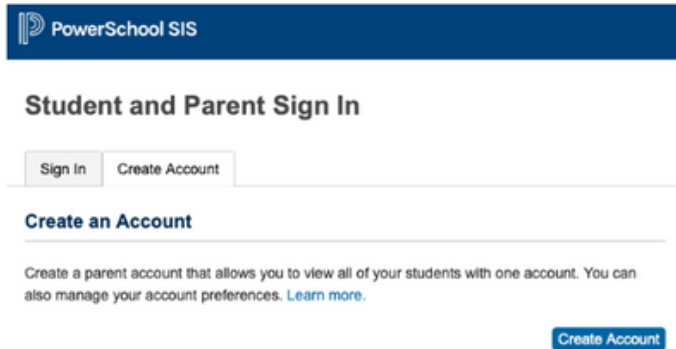 PowerSchool SIS
Student and Parent Sign In
Sign In Create Account
Create an Account
Create a parent account that allows you to view all of your students with one account. You can
also manage your account preferences. Learn more.
Create Account